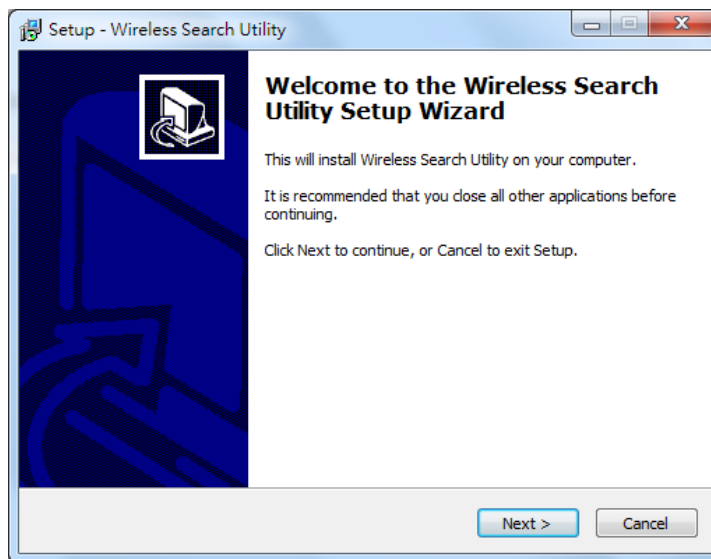 Setup - Wireless Search Utility
Welcome to the Wireless Search
Utility Setup Wizard
This will install Wireless Search Utility on your computer.
It is recommended that you close all other applications before
continuing.
Click Next to continue, or Cancel to exit Setup.
Next >
Cancel